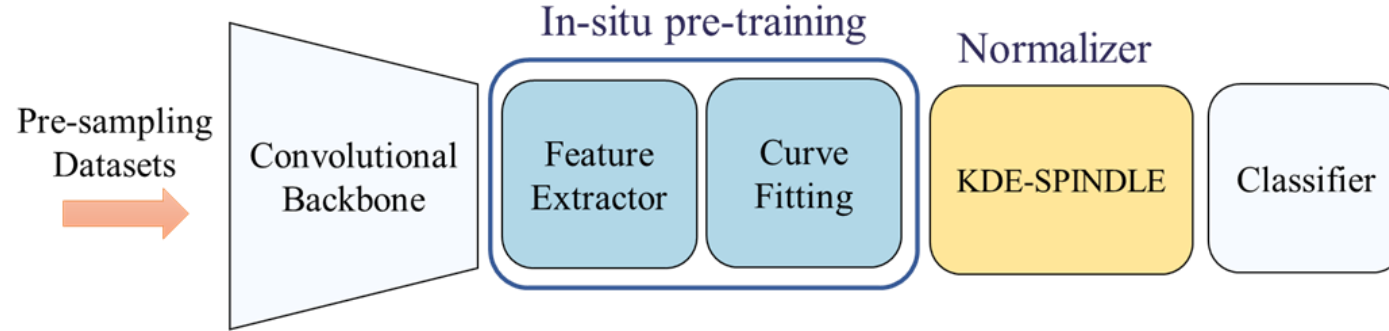 In-situ pre-training
Normalizer
Pre-sampling
Datasets
Convolutional
Backbone
Feature
Extractor
Curve
Fitting
KDE-SPINDLE
Classifier